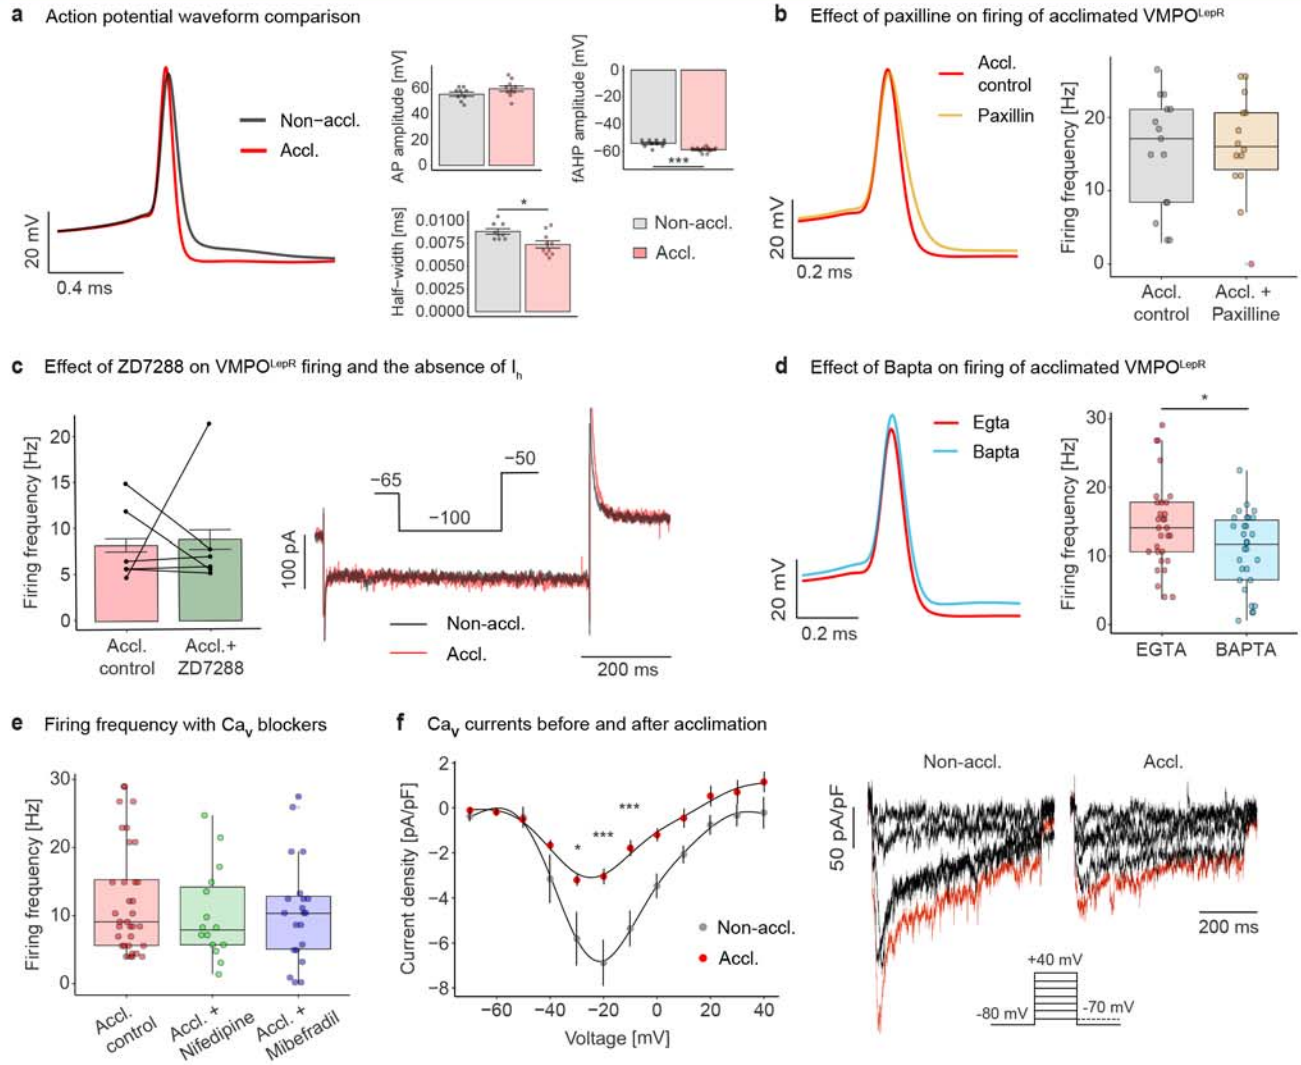 a Action potential waveform comparison
Non−accl.
Accl.
20 mV
0.4 ms
AP amplitude [mV]
60
40
20
0
fAHP amplitude [mV]
0
−20
−40
−60
***
Half−width [ms]
0.0100
0.0075
0.0050
0.0025
0.0000
*
Non−accl.
Accl.
b Effect of paxilline on firing of acclimated VMPO^LepR
Accl.
control
Paxillin
20 mV
0.2 ms
Firing frequency [Hz]
20
10
0
Accl.
control
Accl. +
Paxilline
c Effect of ZD7288 on VMPO^LepR firing and the absence of I_h
Firing frequency [Hz]
20
15
10
5
0
Accl.
control
Accl.+
ZD7288
−65
−100
−50
100 pA
Non−accl.
Accl.
200 ms
d Effect of Bapta on firing of acclimated VMPO^LepR
Egta
Bapta
20 mV
0.2 ms
Firing frequency [Hz]
30
20
10
0
*
EGTA
BAPTA
e Firing frequency with Ca_v blockers
Firing frequency [Hz]
30
20
10
0
Accl.
control
Accl. +
Nifedipine
Accl. +
Mibefradil
f Ca_v currents before and after acclimation
Current density [pA/pF]
2
0
−2
−4
−6
−8
*
***
***
Non−accl.
Accl.
−60
−40
−20
0
20
40
Voltage [mV]
Non−accl.
Accl.
50 pA/pF
200 ms
+40 mV
-80 mV
-70 mV